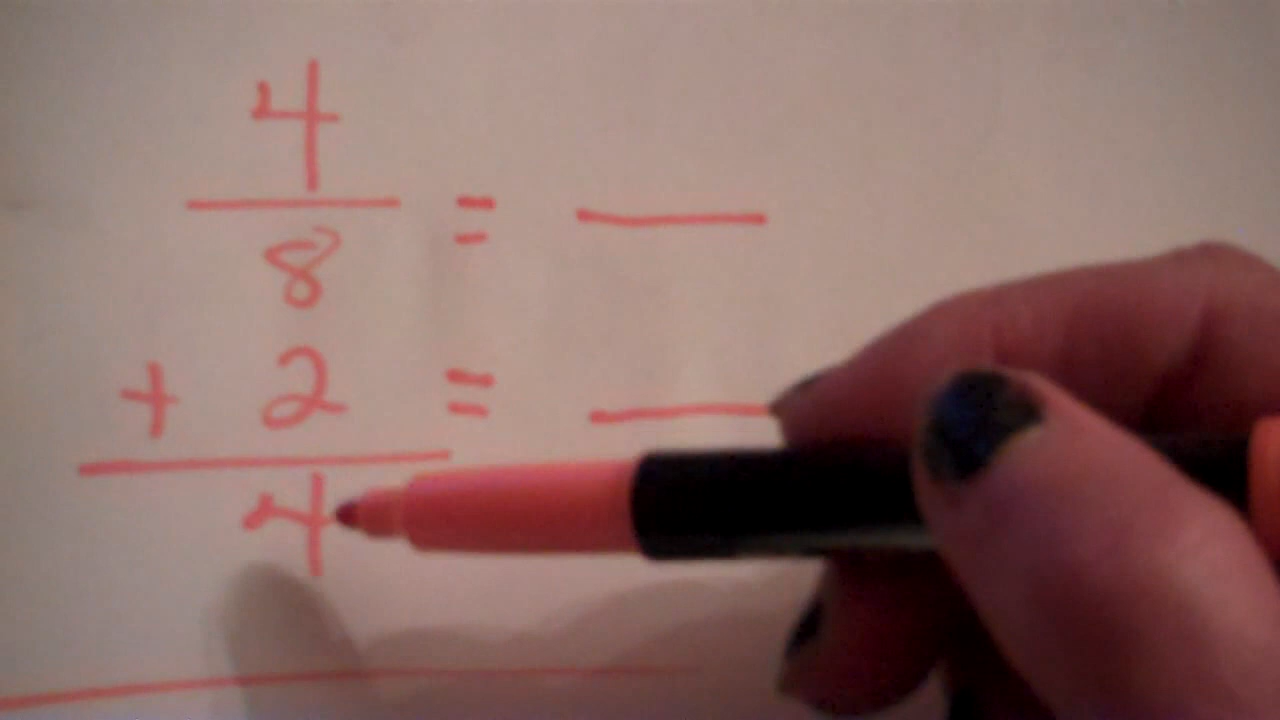 4
8 =
+ 2 =
4